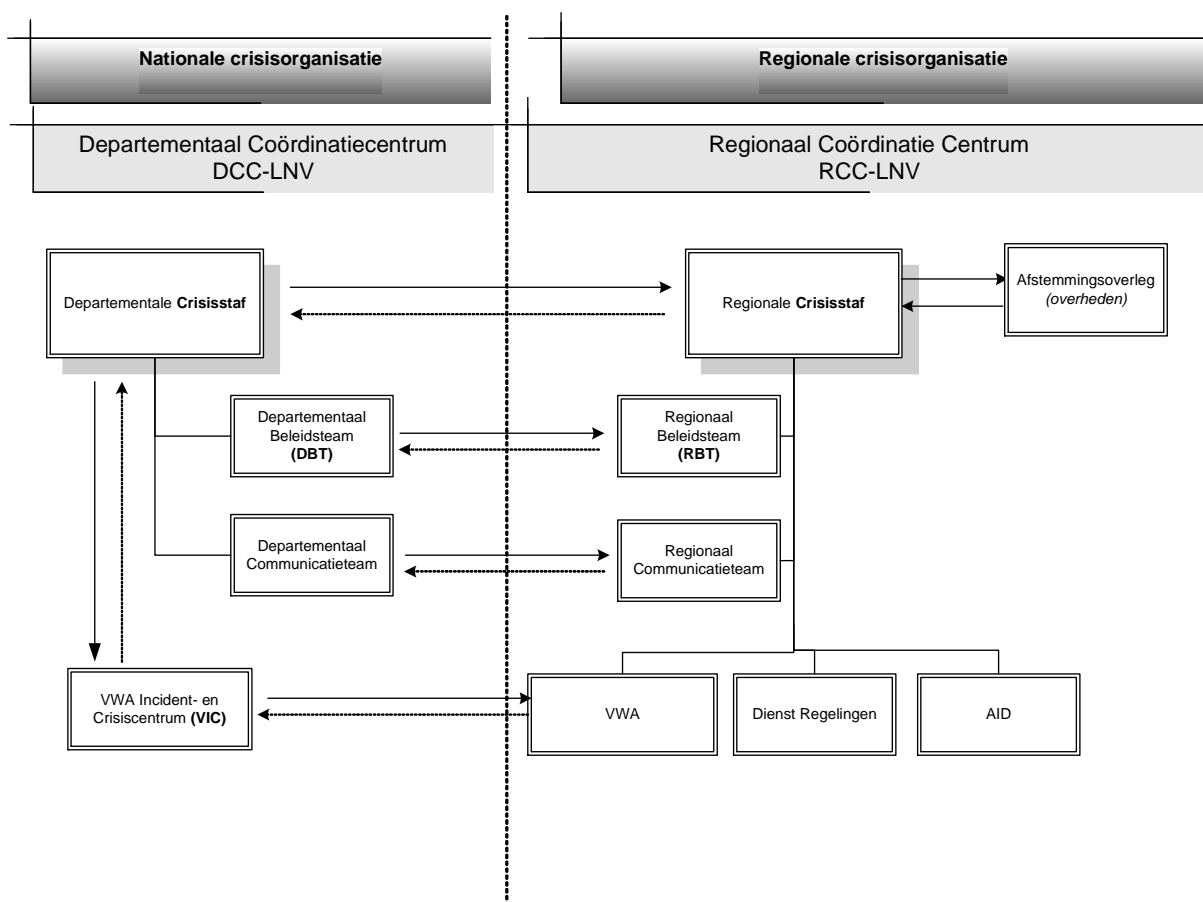 Nationale crisisorganisatie
Regionale crisisorganisatie
Departementaal Coördinatiecentrum
DCC-LNV
Regionaal Coördinatie Centrum
RCC-LNV
Departementale Crisisstaf
Regionale Crisisstaf
Afstemmingsoverleg
(overheden)
Departementaal
Beleidsteam
(DBT)
Regionaal
Beleidsteam
(RBT)
Departementaal
Communicatieteam
Regionaal
Communicatieteam
VWA Incident- en
Crisiscentrum (VIC)
VWA
Dienst Regelingen
AID